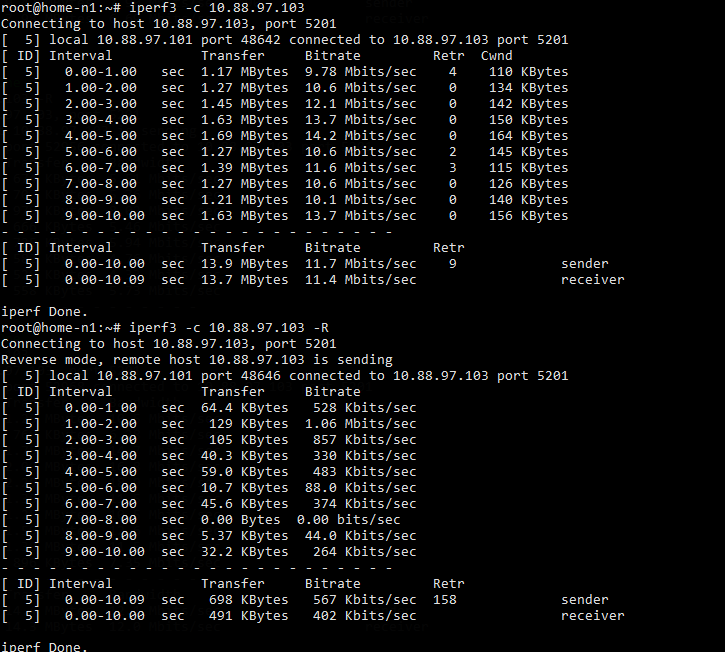 root@home-n1:~# iperf3 -c 10.88.97.103
Connecting to host 10.88.97.103, port 5201
[  5] local 10.88.97.101 port 48642 connected to 10.88.97.103 port 5201
[ ID] Interval           Transfer     Bitrate         Retr  Cwnd
[  5]   0.00-1.00   sec  1.17 MBytes  9.78 Mbits/sec    4    110 KBytes
[  5]   1.00-2.00   sec  1.27 MBytes  10.6 Mbits/sec    0    134 KBytes
[  5]   2.00-3.00   sec  1.45 MBytes  12.1 Mbits/sec    0    142 KBytes
[  5]   3.00-4.00   sec  1.63 MBytes  13.7 Mbits/sec    0    150 KBytes
[  5]   4.00-5.00   sec  1.69 MBytes  14.2 Mbits/sec    0    164 KBytes
[  5]   5.00-6.00   sec  1.27 MBytes  10.6 Mbits/sec    2    145 KBytes
[  5]   6.00-7.00   sec  1.39 MBytes  11.6 Mbits/sec    3    115 KBytes
[  5]   7.00-8.00   sec  1.27 MBytes  10.6 Mbits/sec    0    126 KBytes
[  5]   8.00-9.00   sec  1.21 MBytes  10.1 Mbits/sec    0    140 KBytes
[  5]   9.00-10.00  sec  1.63 MBytes  13.7 Mbits/sec    0    156 KBytes
- - - - - - - - - - - - - - - - - - - - - - - - -
[ ID] Interval           Transfer     Bitrate         Retr
[  5]   0.00-10.00  sec  13.9 MBytes  11.7 Mbits/sec    9             sender
[  5]   0.00-10.09  sec  13.7 MBytes  11.4 Mbits/sec                  receiver
iperf Done.
root@home-n1:~# iperf3 -c 10.88.97.103 -R
Connecting to host 10.88.97.103, port 5201
Reverse mode, remote host 10.88.97.103 is sending
[  5] local 10.88.97.101 port 48646 connected to 10.88.97.103 port 5201
[ ID] Interval           Transfer     Bitrate
[  5]   0.00-1.00   sec  64.4 KBytes   528 Kbits/sec
[  5]   1.00-2.00   sec   129 KBytes  1.06 Mbits/sec
[  5]   2.00-3.00   sec   105 KBytes   857 Kbits/sec
[  5]   3.00-4.00   sec  40.3 KBytes   330 Kbits/sec
[  5]   4.00-5.00   sec  59.0 KBytes   483 Kbits/sec
[  5]   5.00-6.00   sec  10.7 KBytes  88.0 Kbits/sec
[  5]   6.00-7.00   sec  45.6 KBytes   374 Kbits/sec
[  5]   7.00-8.00   sec  0.00 Bytes  0.00 bits/sec
[  5]   8.00-9.00   sec  5.37 KBytes  44.0 Kbits/sec
[  5]   9.00-10.00  sec  32.2 KBytes   264 Kbits/sec
- - - - - - - - - - - - - - - - - - - - - - - - -
[ ID] Interval           Transfer     Bitrate         Retr
[  5]   0.00-10.09  sec   698 KBytes   567 Kbits/sec  158             sender
[  5]   0.00-10.00  sec   491 KBytes   402 Kbits/sec                  receiver
iperf Done.